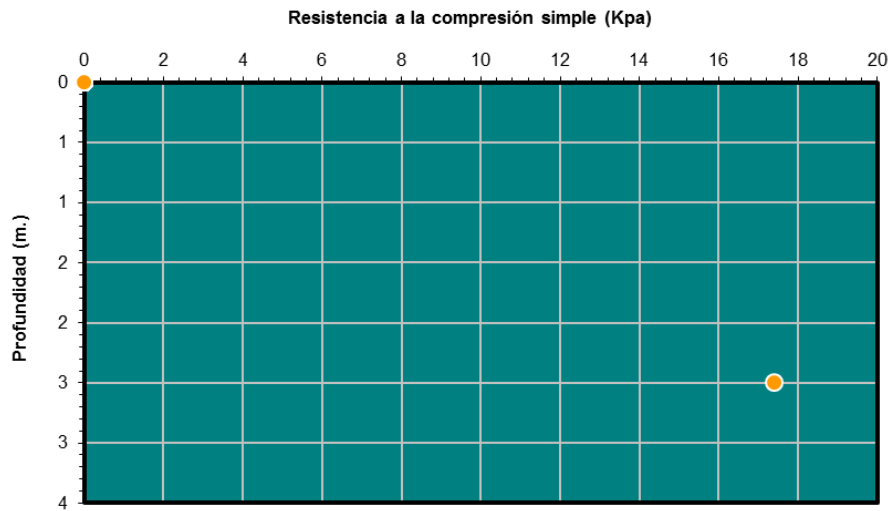 Resistencia a la compresión simple (Kpa)
0 2 4 6 8 10 12 14 16 18 20
0
1
1
2
2
3
3
4
Profundidad (m.)